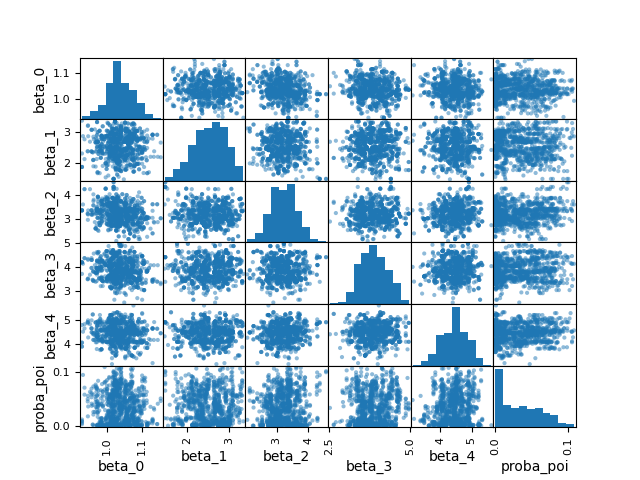 beta_0
1.1
1.0
beta_1
3
2
beta_2
4
3
beta_3
5
4
3
beta_4
5
4
proba_poi
0.1
0.0
1.0 1.1 2 3 3 4 2.5 5.0 4 5 0.0 0.1
beta_0 beta_1 beta_2 beta_3 beta_4 proba_poi